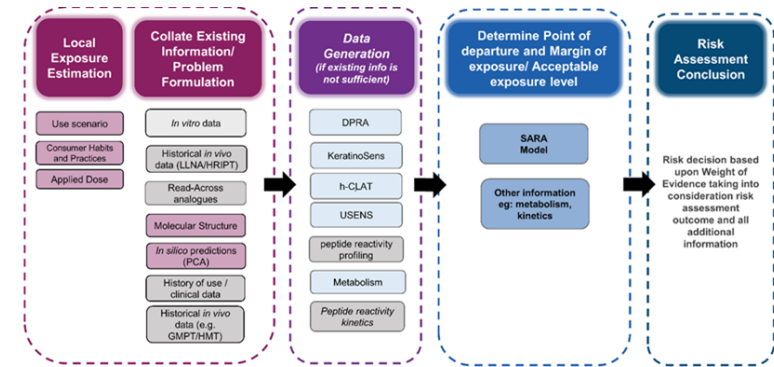 Local
Exposure
Estimation
Use scenario
Consumer Habits
and Practices
Applied Dose
Collate Existing
Information/
Problem
Formulation
In vitro data
Historical in vivo
data (LLNA/HRIPT)
Read-Across
analogues
Molecular Structure
In silico predictions
(PCA)
History of use /
clinical data
Historical in vivo
data (e.g.
GMPT/HMT)
Data
Generation
(if existing info is
not sufficient)
DPRA
KeratinoSens
h-CLAT
USENS
peptide reactivity
profiling
Metabolism
Peptide reactivity
kinetics
Determine Point of
departure and Margin of
exposure/ Acceptable
exposure level
SARA
Model
Other information
eg: metabolism,
kinetics
Risk
Assessment
Conclusion
Risk decision based
upon Weight of
Evidence taking into
consideration risk
assessment
outcome and all
additional
information